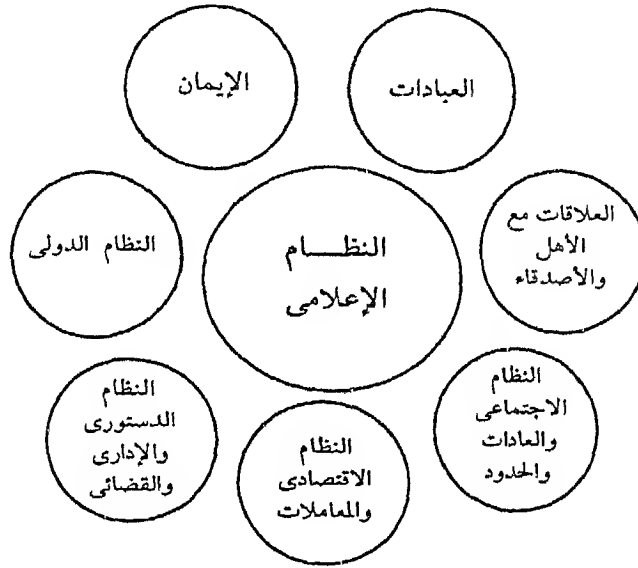 العبادات
الإيمان
العلاقات مع
الأهل
والأصدقاء
النظـــام
الإعلامى
النظام الدولى
النظام
الاجتماعى
والعادات
والحدود
النظام
الاقتصادى
والمعاملات
النظام
الدستورى
والإدارى
والقضائى